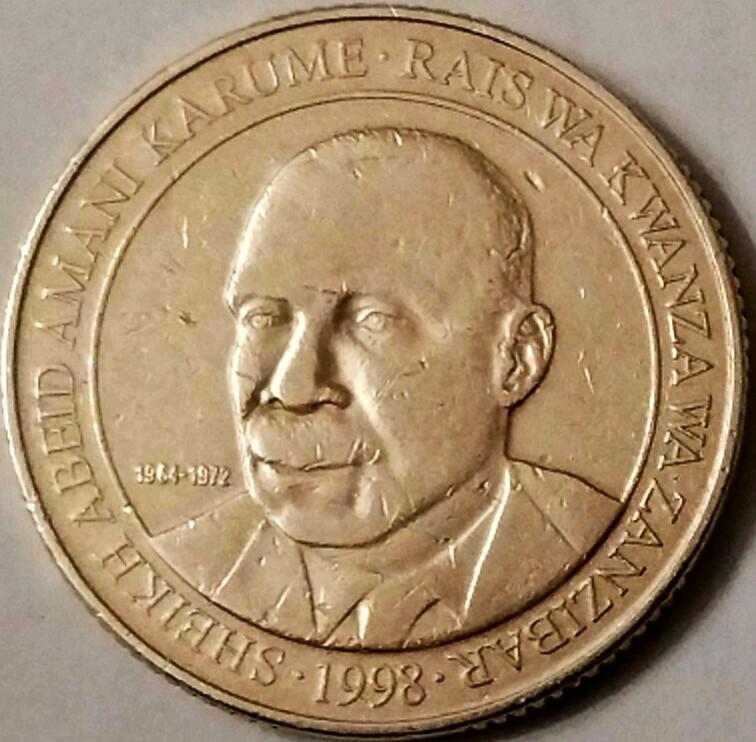 SHEIKH ABEID AMANI KARUME · RAIS WA KWANZA WA ZANZIBAR
· 1998 ·
1964-1972